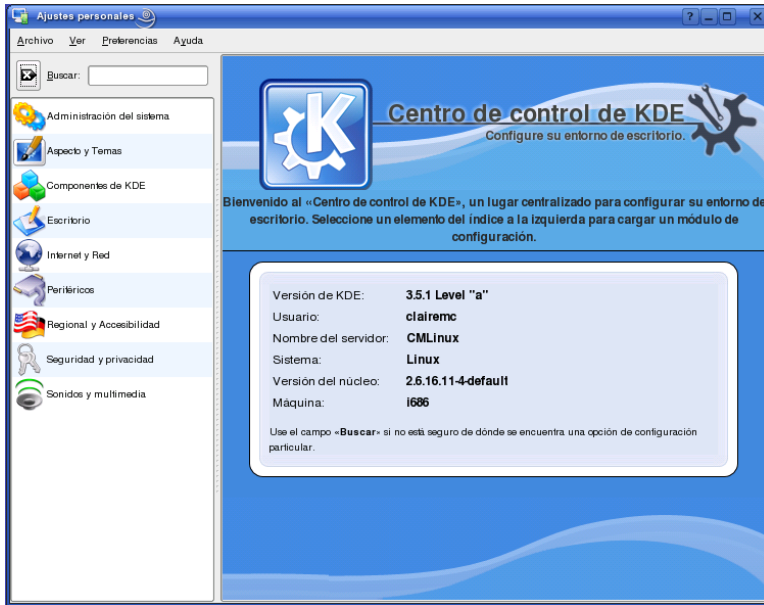 Ajustes personales
Archivo Ver Preferencias Ayuda
Buscar:
Administración del sistema
Aspecto y Temas
Componentes de KDE
Escritorio
Internet y Red
Periféricos
Regional y Accesibilidad
Seguridad y privacidad
Sonidos y multimedia
K
Centro de control de KDE
Configure su entorno de escritorio.
Bienvenido al «Centro de control de KDE», un lugar centralizado para configurar su entorno de
escritorio. Seleccione un elemento del índice a la izquierda para cargar un módulo de
configuración.
Versión de KDE: 3.5.1 Level "a"
Usuario: clairemc
Nombre del servidor: CMLinux
Sistema: Linux
Versión del núcleo: 2.6.16.11-4-default
Máquina: i686
Use el campo «Buscar» si no está seguro de dónde se encuentra una opción de configuración
particular.